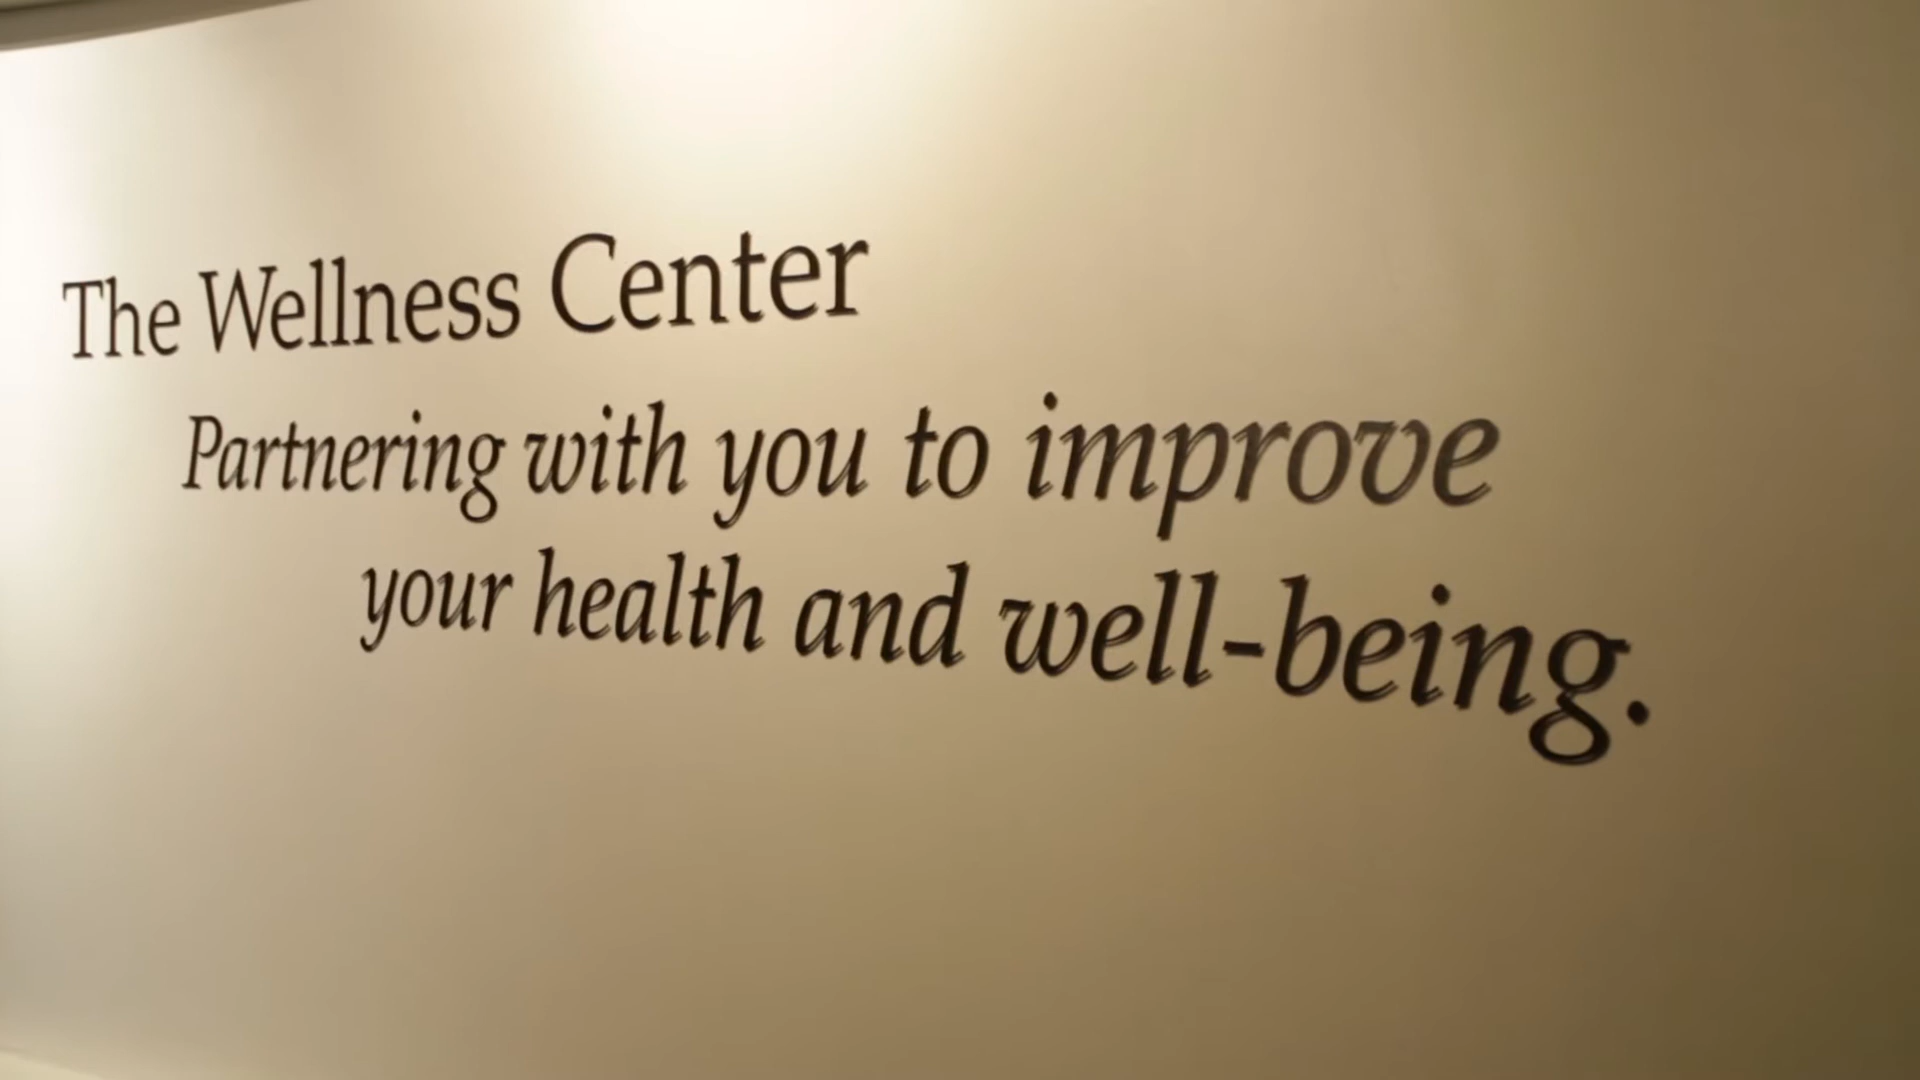 The Wellness Center
Partnering with you to improve
your health and well-being.